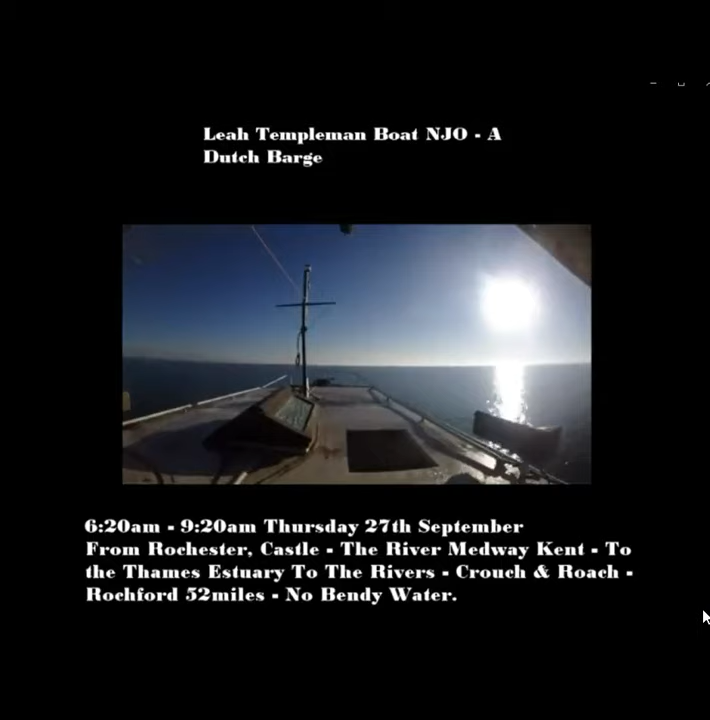 Leah Templeman Boat NJO - A
Dutch Barge
6:20am - 9:20am Thursday 27th September
From Rochester, Castle - The River Medway Kent - To
the Thames Estuary To The Rivers - Crouch & Roach -
Rochford 52miles - No Bendy Water.